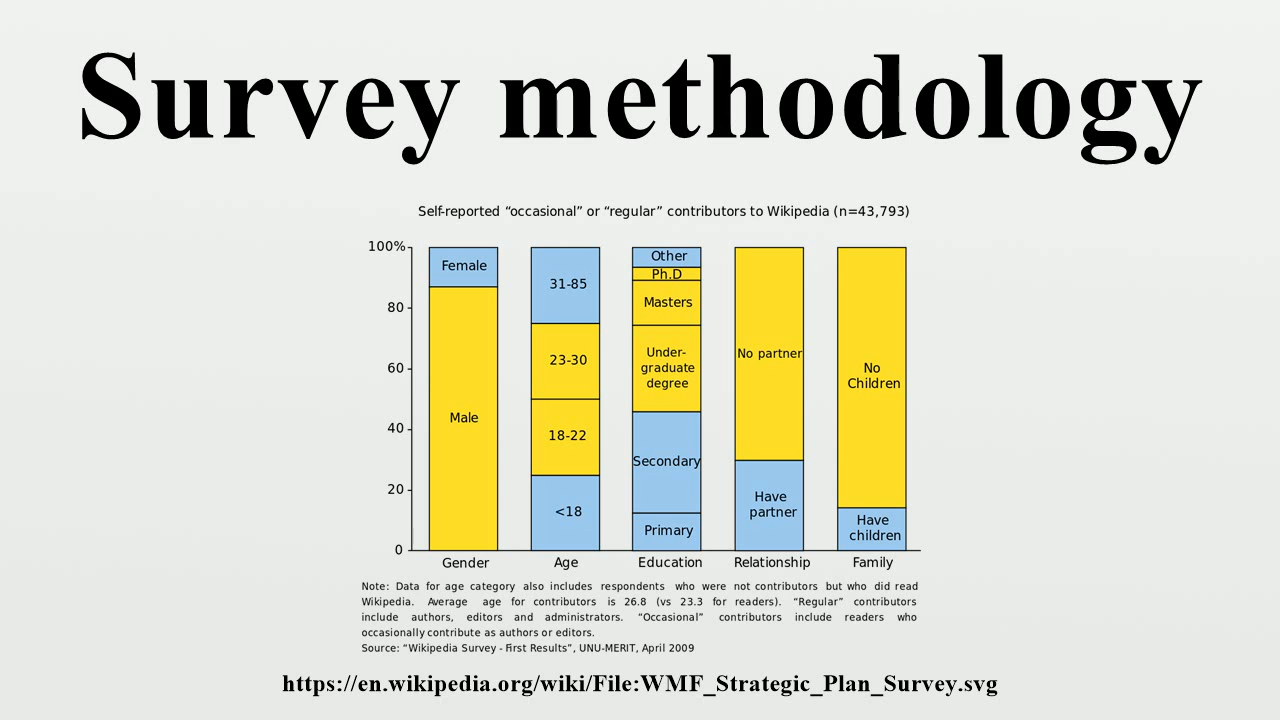 Survey methodology
Self-reported “occasional” or “regular” contributors to Wikipedia (n=43,793)
100%
80
60
40
20
0
Female
Male
31-85
23-30
18-22
<18
Other
Ph.D
Masters
Under-
graduate
degree
Secondary
Primary
No partner
Have
partner
No
Children
Have
children
Gender
Age
Education
Relationship
Family
Note: Data for age category also includes respondents who were not contributors but who did read
Wikipedia. Average age for contributors is 26.8 (vs 23.3 for readers). “Regular” contributors
include authors, editors and administrators. “Occasional” contributors include readers who
occasionally contribute as authors or editors.
Source: “Wikipedia Survey - First Results”, UNU-MERIT, April 2009
https://en.wikipedia.org/wiki/File:WMF_Strategic_Plan_Survey.svg